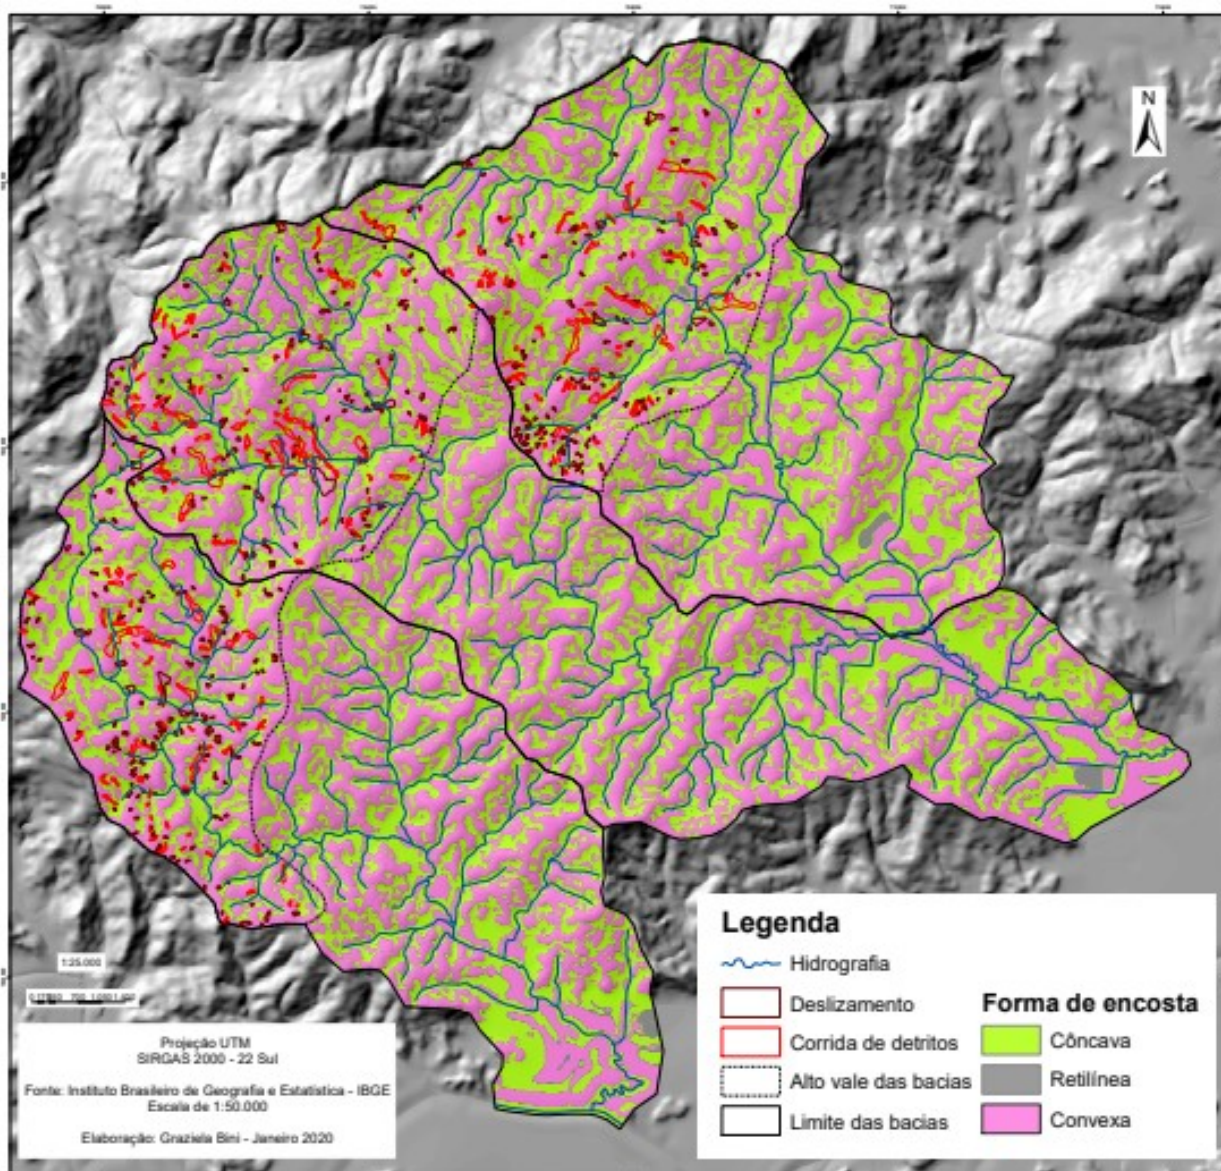 N
Legenda
Hidrografia
Deslizamento
Corrida de detritos
Alto vale das bacias
Limite das bacias
Forma de encosta
Côncava
Retilínea
Convexa
1:25.000
Projeção UTM
SIRGAS 2000 - 22 Sul
Fonte: Instituto Brasileiro de Geografia e Estatística - IBGE
Escala de 1:50.000
Elaboração: Graziela Bini - Janeiro 2020